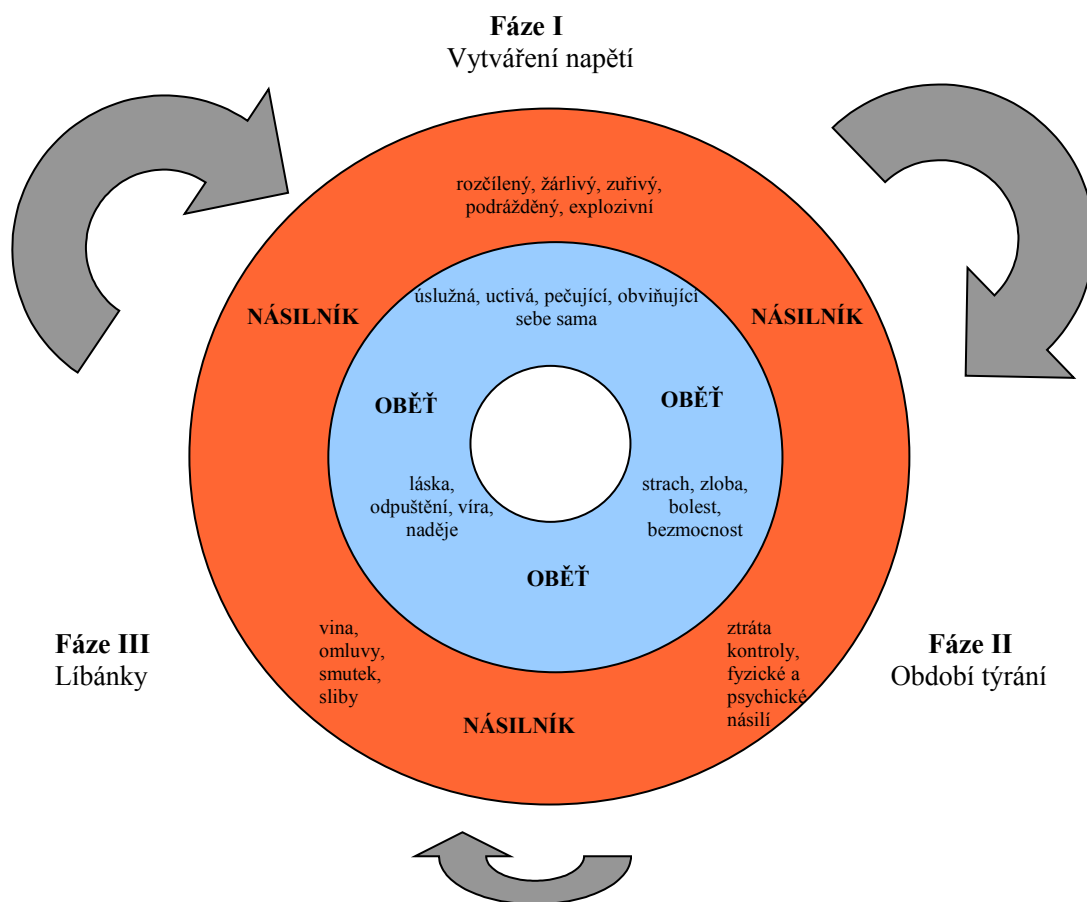 Fáze I
Vytváření napětí
rozčílený, žárlivý, zuřivý,
podrážděný, explozivní
úslužná, uctivá, pečující, obviňující
sebe sama
NÁSILNÍK
NÁSILNÍK
OBĚŤ
OBĚŤ
láska,
odpuštění, víra,
naděje
strach, zloba,
bolest,
bezmocnost
OBĚŤ
Fáze III
Líbánky
vina,
omluvy,
smutek,
sliby
ztráta
kontroly,
fyzické a
psychické
násilí
Fáze II
Období týrání
NÁSILNÍK